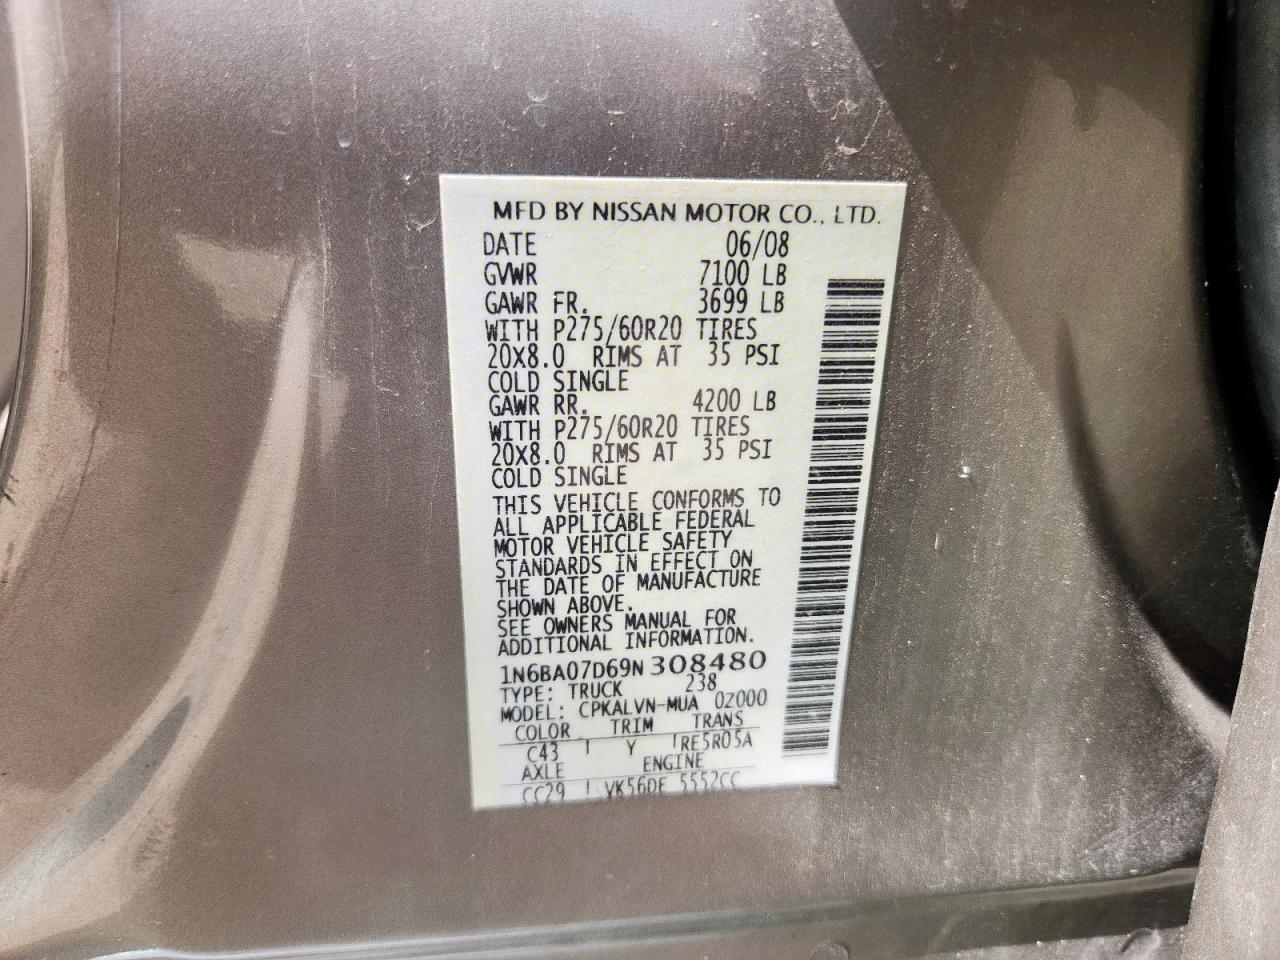 MFD BY NISSAN MOTOR CO., LTD.
DATE 06/08
GVWR 7100 LB
GAWR FR. 3699 LB
WITH P275/60R20 TIRES
20X8.0 RIMS AT 35 PSI
COLD SINGLE
GAWR RR. 4200 LB
WITH P275/60R20 TIRES
20X8.0 RIMS AT 35 PSI
COLD SINGLE
THIS VEHICLE CONFORMS TO
ALL APPLICABLE FEDERAL
MOTOR VEHICLE SAFETY
STANDARDS IN EFFECT ON
THE DATE OF MANUFACTURE
SHOWN ABOVE.
SEE OWNERS MANUAL FOR
ADDITIONAL INFORMATION.
1N6BA07D69N308480
TYPE: TRUCK 238
MODEL: CPKALVN-MUA 0Z000
COLOR TRIM TRANS
C43 Y RE5R05A
AXLE ENGINE
CC29 VK56DE 5552CC